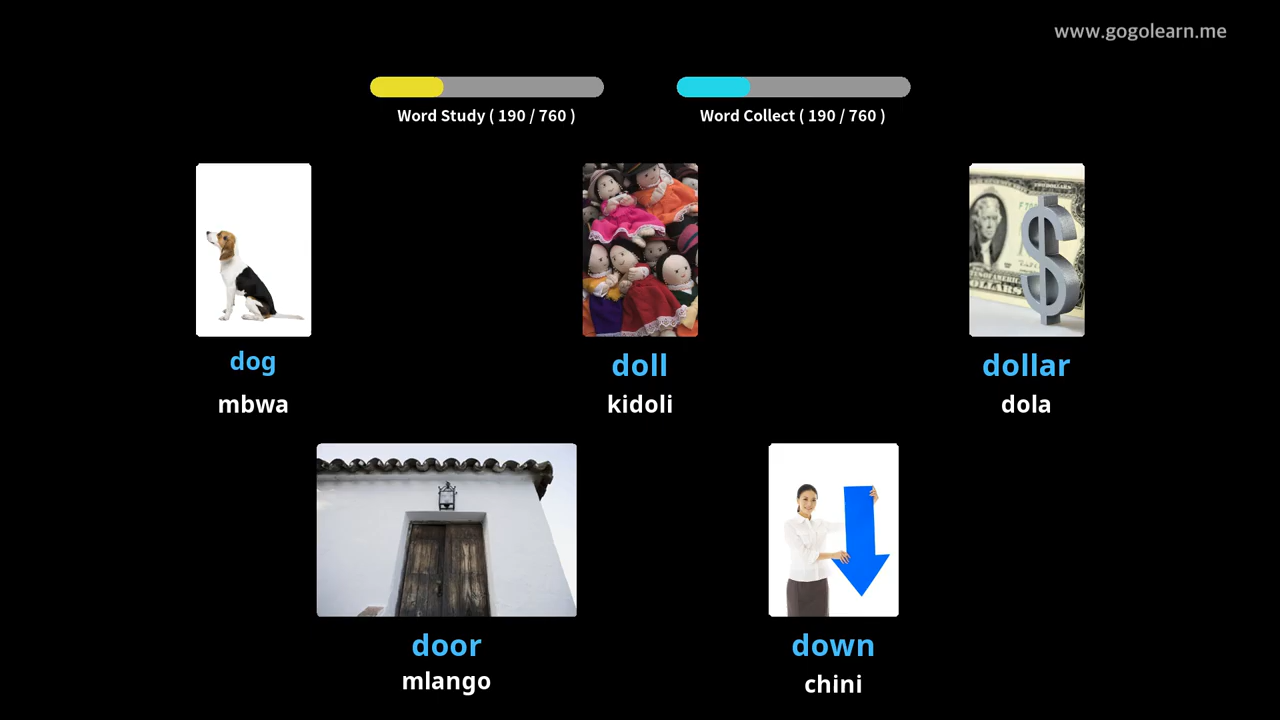 www.gogolearn.me
Word Study ( 190 / 760 )
Word Collect ( 190 / 760 )
dog
mbwa
doll
kidoli
dollar
dola
door
mlango
down
chini